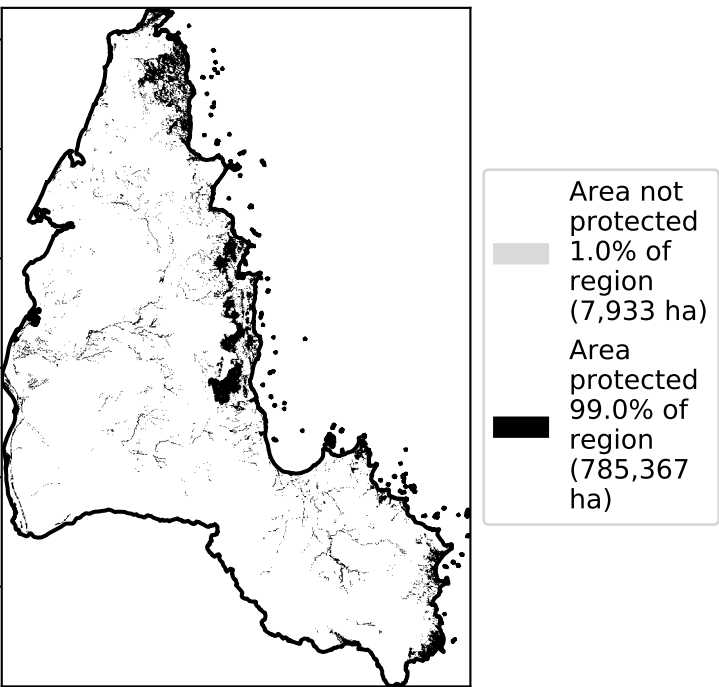 Area not
protected
1.0% of
region
(7,933 ha)
Area
protected
99.0% of
region
(785,367
ha)